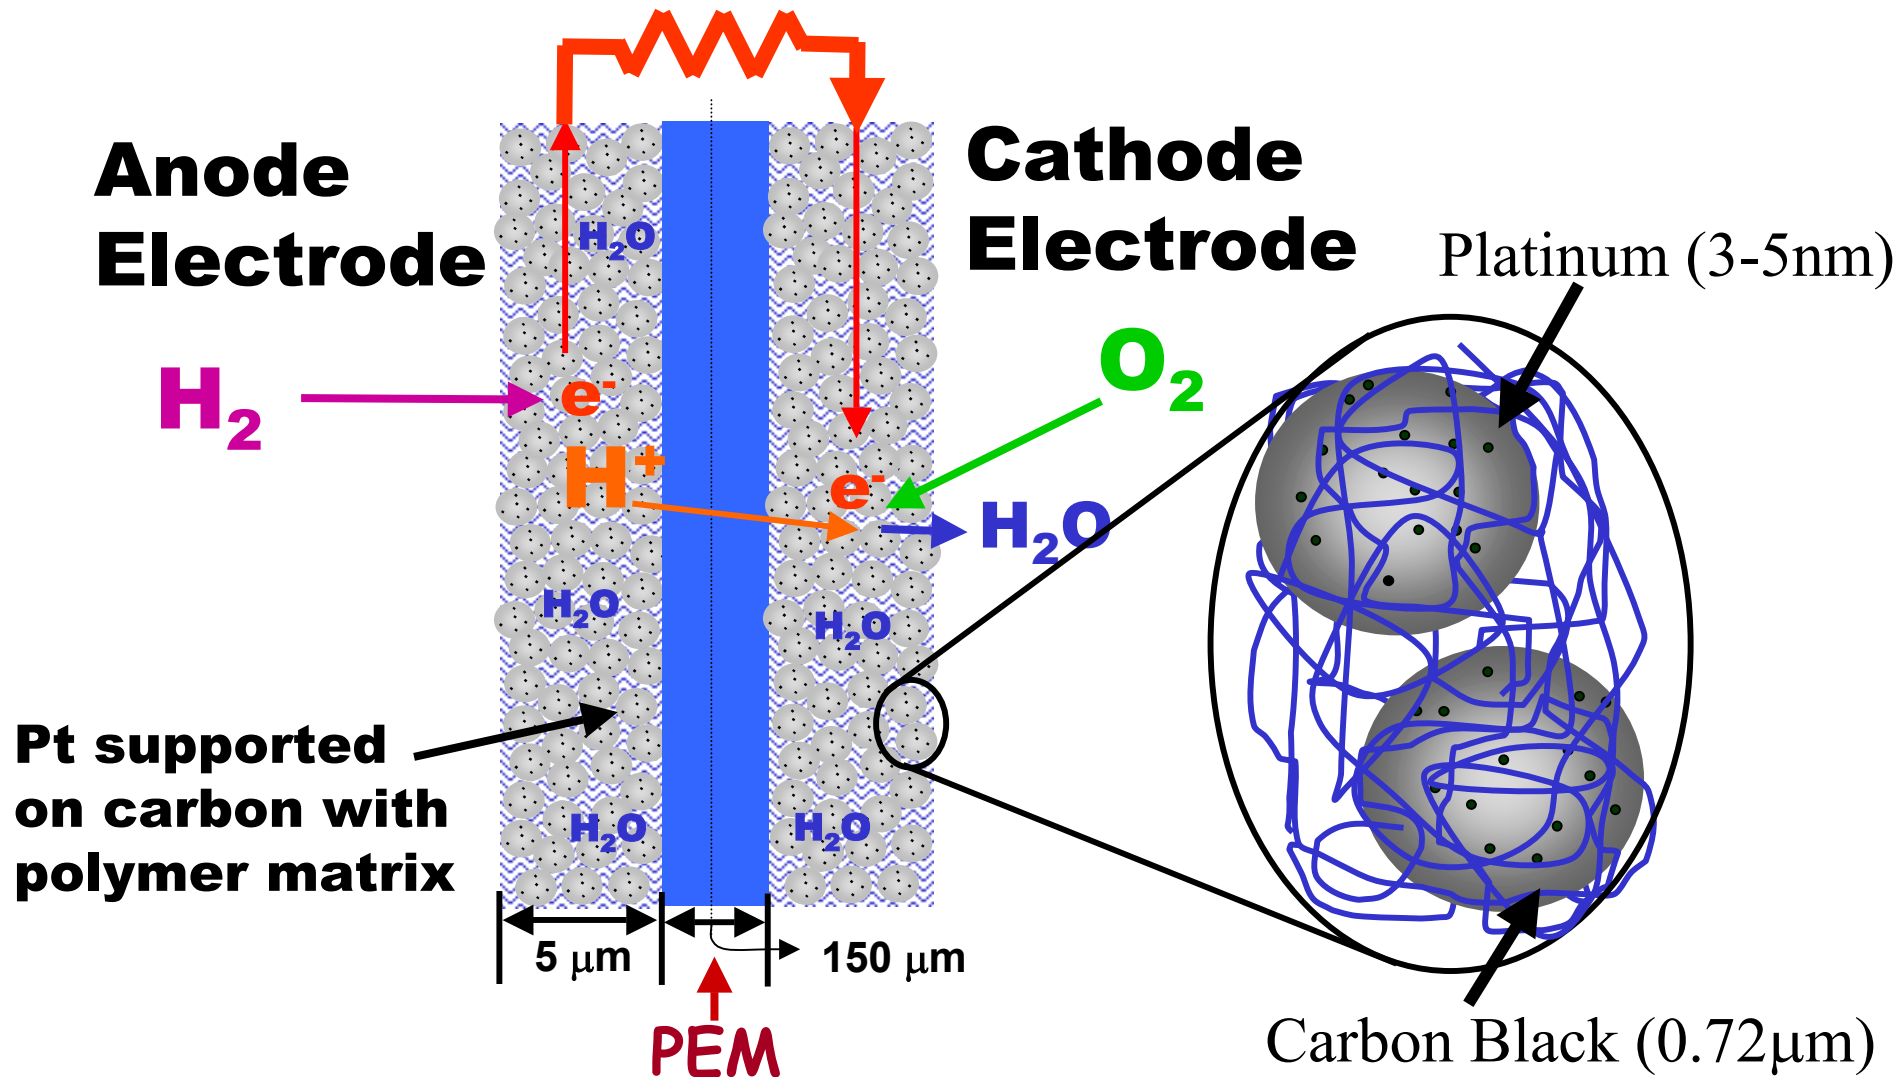 Anode
Electrode
Cathode
Electrode
Platinum (3-5nm)
H₂O
H₂
e⁻
O₂
H⁺
e⁻
H₂O
H₂O
H₂O
Pt supported
on carbon with
polymer matrix
H₂O
H₂O
5 μm
150 μm
PEM
Carbon Black (0.72μm)